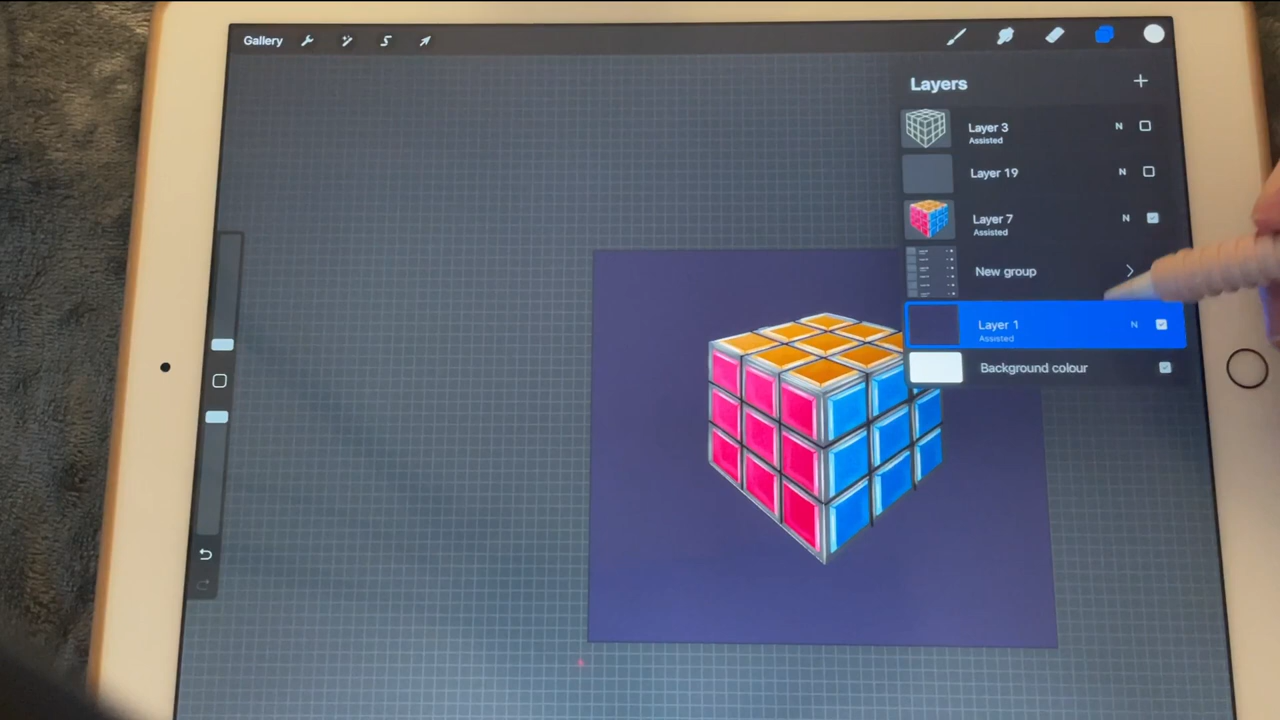 Gallery
Layers
Layer 3
Assisted
N
Layer 19
N
Layer 7
Assisted
N
New group
Layer 1
Assisted
N
Background colour